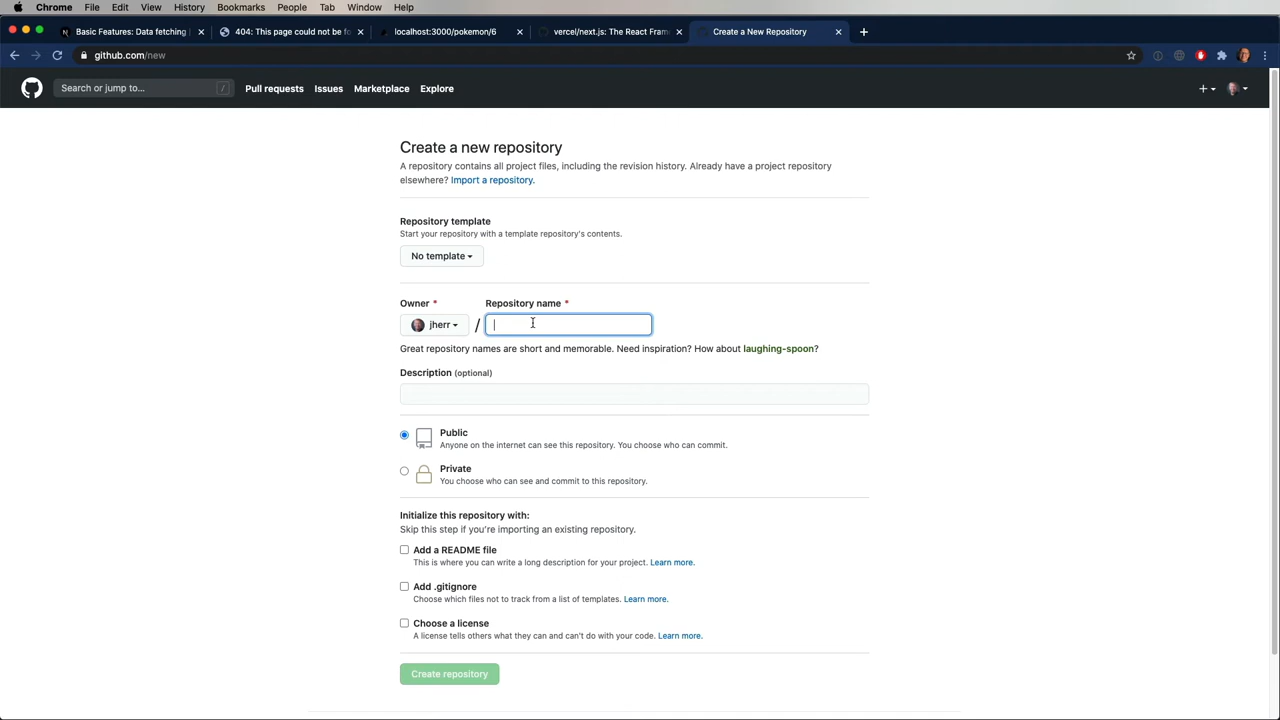 Chrome File Edit View History Bookmarks People Tab Window Help
Basic Features: Data fetching
404: This page could not be fo
localhost:3000/pokemon/6
vercel/next.js: The React Fram
Create a New Repository
github.com/new
Search or jump to... /
Pull requests Issues Marketplace Explore
Create a new repository
A repository contains all project files, including the revision history. Already have a project repository
elsewhere? Import a repository.
Repository template
Start your repository with a template repository's contents.
No template
Owner * Repository name *
jherr /
Great repository names are short and memorable. Need inspiration? How about laughing-spoon?
Description (optional)
Public
Anyone on the internet can see this repository. You choose who can commit.
Private
You choose who can see and commit to this repository.
Initialize this repository with:
Skip this step if you're importing an existing repository.
Add a README file
This is where you can write a long description for your project. Learn more.
Add .gitignore
Choose which files not to track from a list of templates. Learn more.
Choose a license
A license tells others what they can and can't do with your code. Learn more.
Create repository